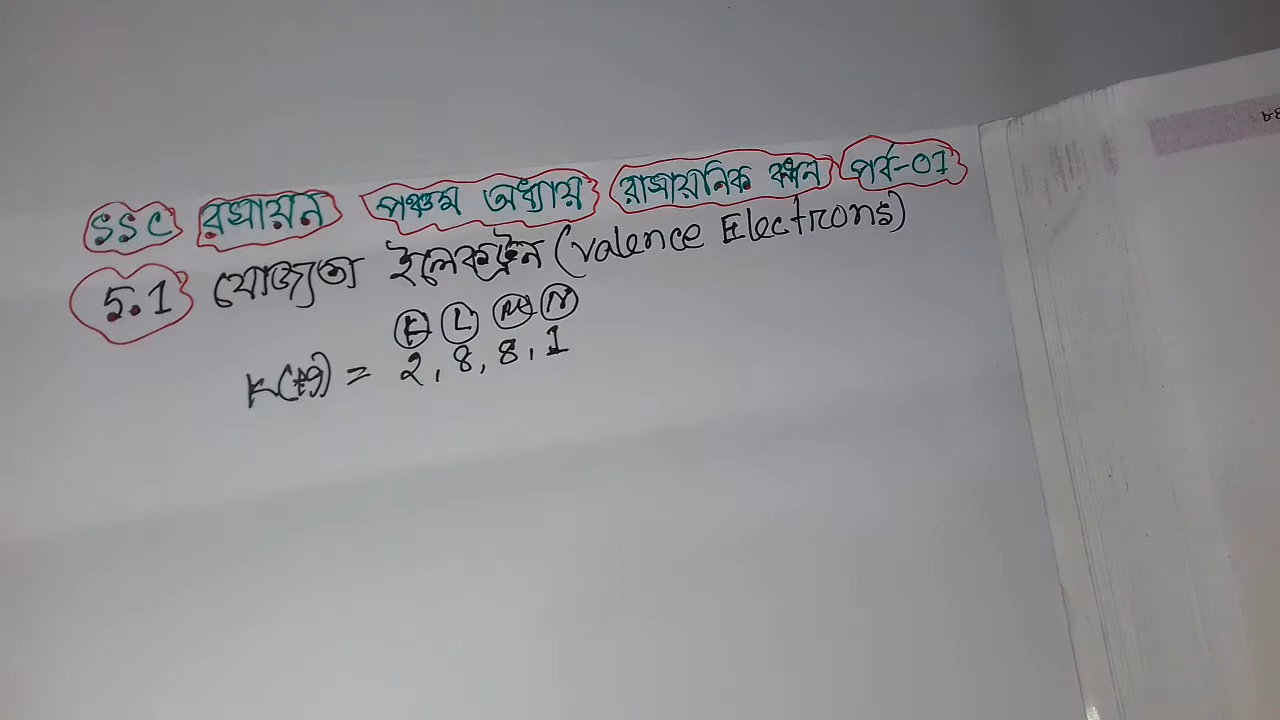 SSC রসায়ন পঞ্চম অধ্যায় রাসায়নিক বন্ধন পর্ব-01
5.1 যোজ্যতা ইলেকট্রন (Valence Electrons)
K L M N
K(19) = 2, 8, 8, 1